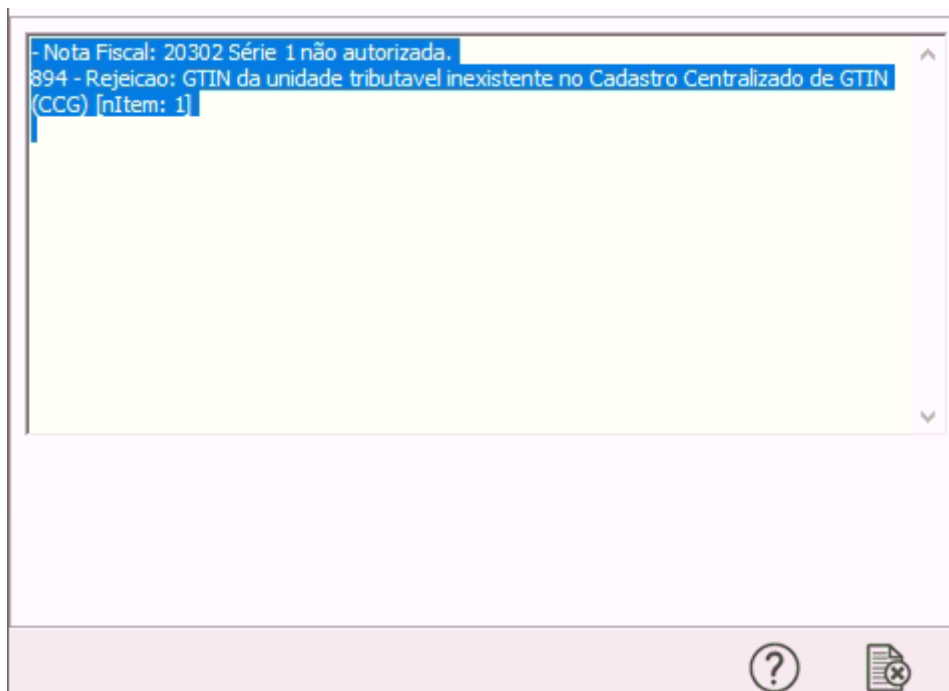 - Nota Fiscal: 20302 Série 1 não autorizada.
894 - Rejeicao: GTIN da unidade tributavel inexistente no Cadastro Centralizado de GTIN
(CCG) [nItem: 1]
?